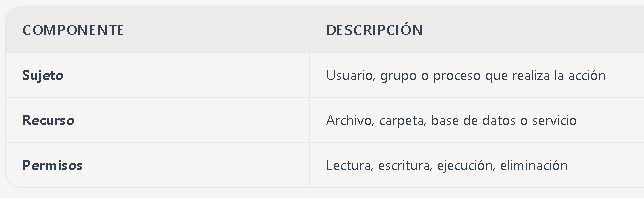 COMPONENTE DESCRIPCIÓN
Sujeto Usuario, grupo o proceso que realiza la acción
Recurso Archivo, carpeta, base de datos o servicio
Permisos Lectura, escritura, ejecución, eliminación